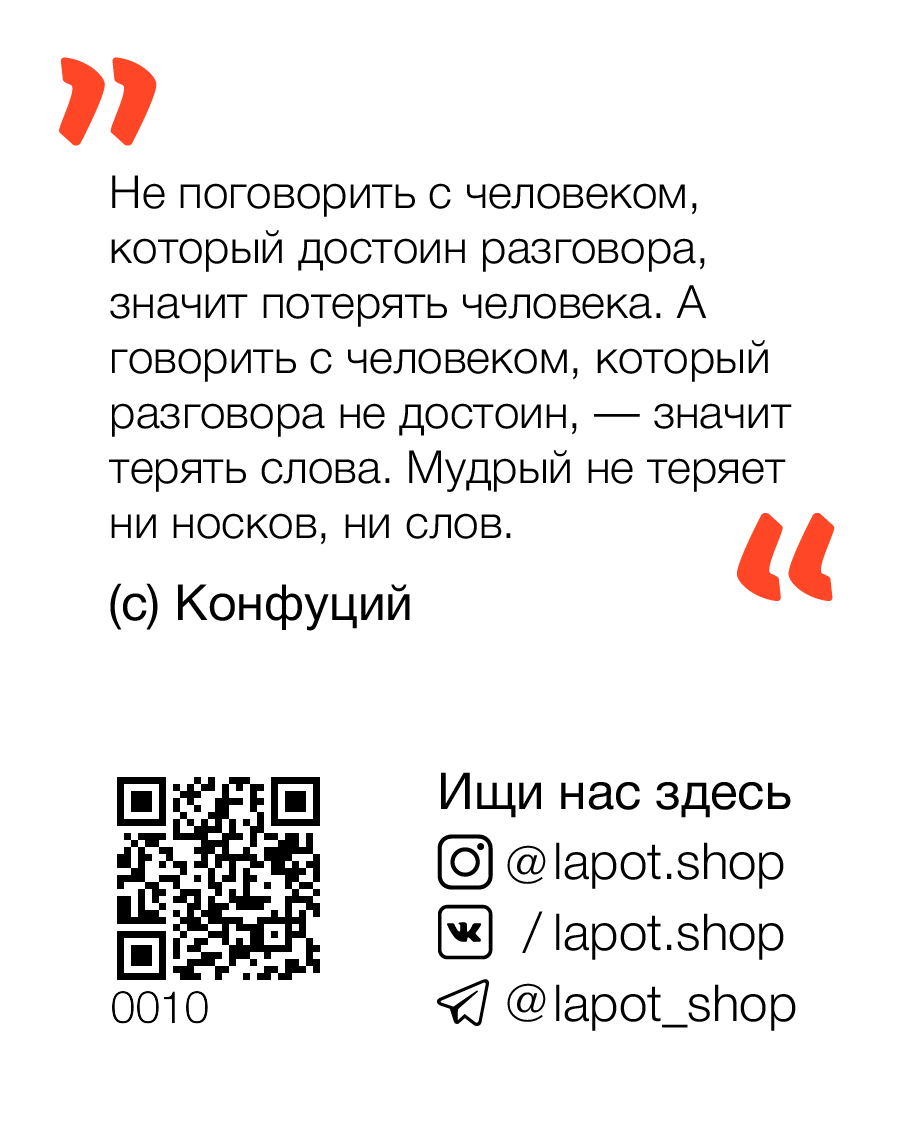 Не поговорить с человеком,
который достоин разговора,
значит потерять человека. А
говорить с человеком, который
разговора не достоин, — значит
терять слова. Мудрый не теряет
ни носков, ни слов.
(с) Конфуций
Ищи нас здесь
@lapot.shop
/lapot.shop
@lapot_shop
0010